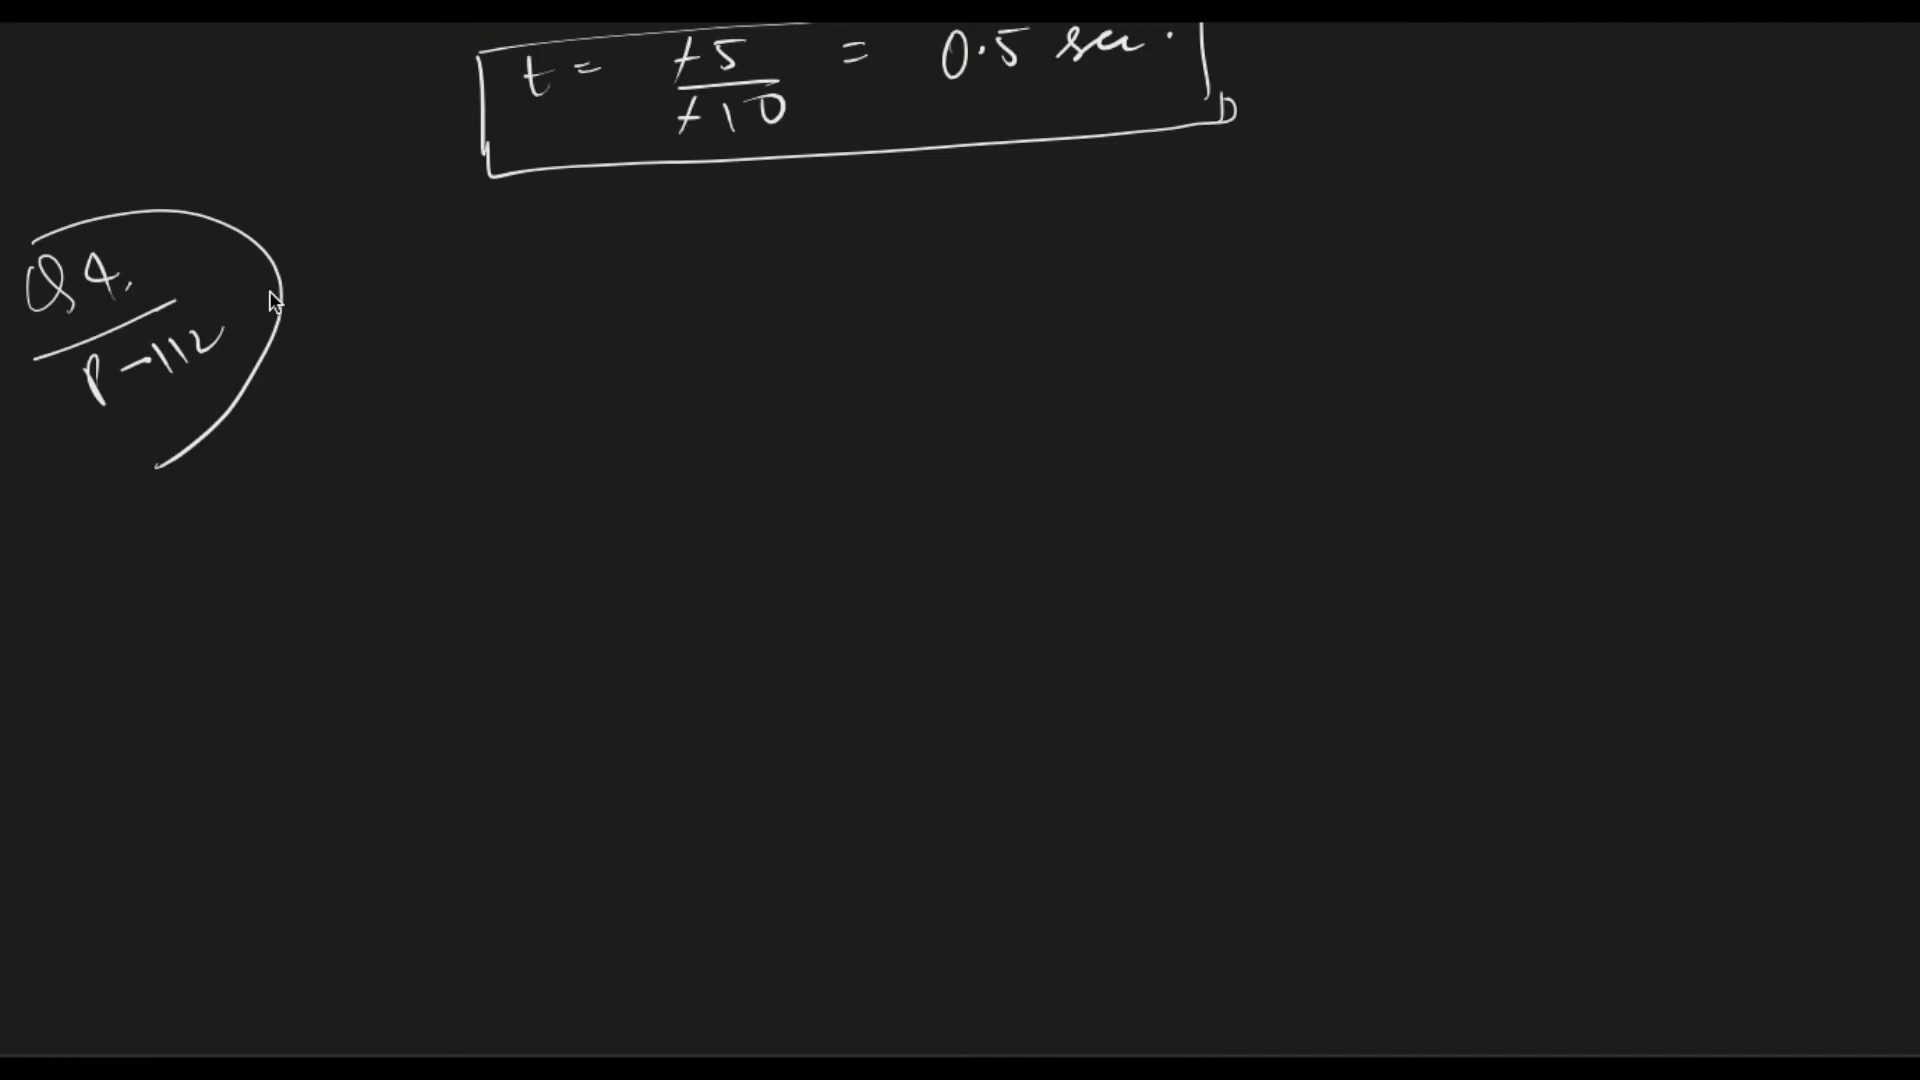 t = +5/+10 = 0.5 sec.
Q4.
P-112